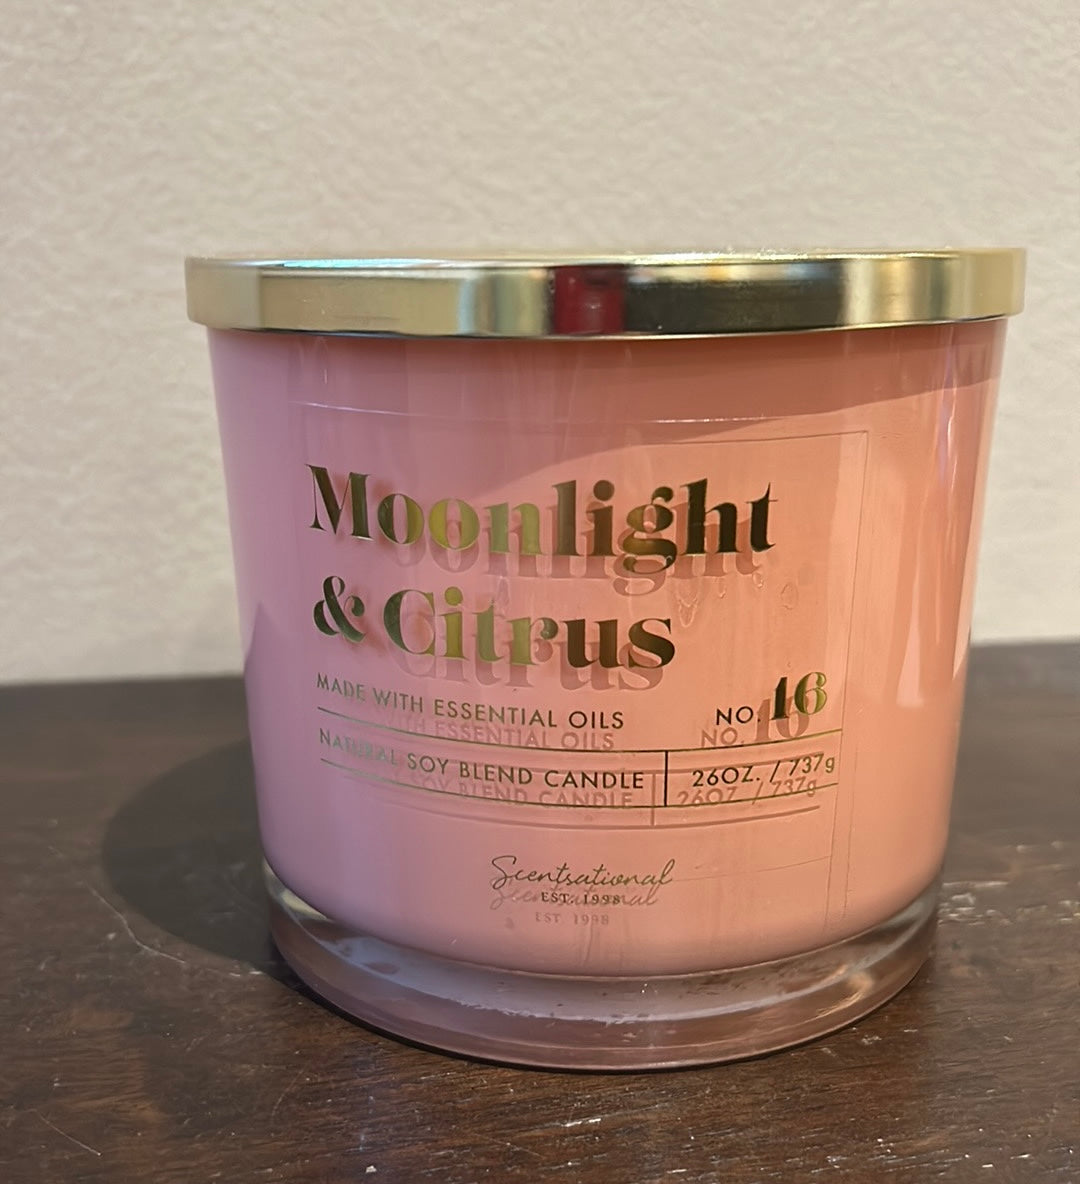 Moonlight
& Citrus
MADE WITH ESSENTIAL OILS
NO. 16
NATURAL SOY BLEND CANDLE
26OZ. / 737g
Scentsational
EST. 1998